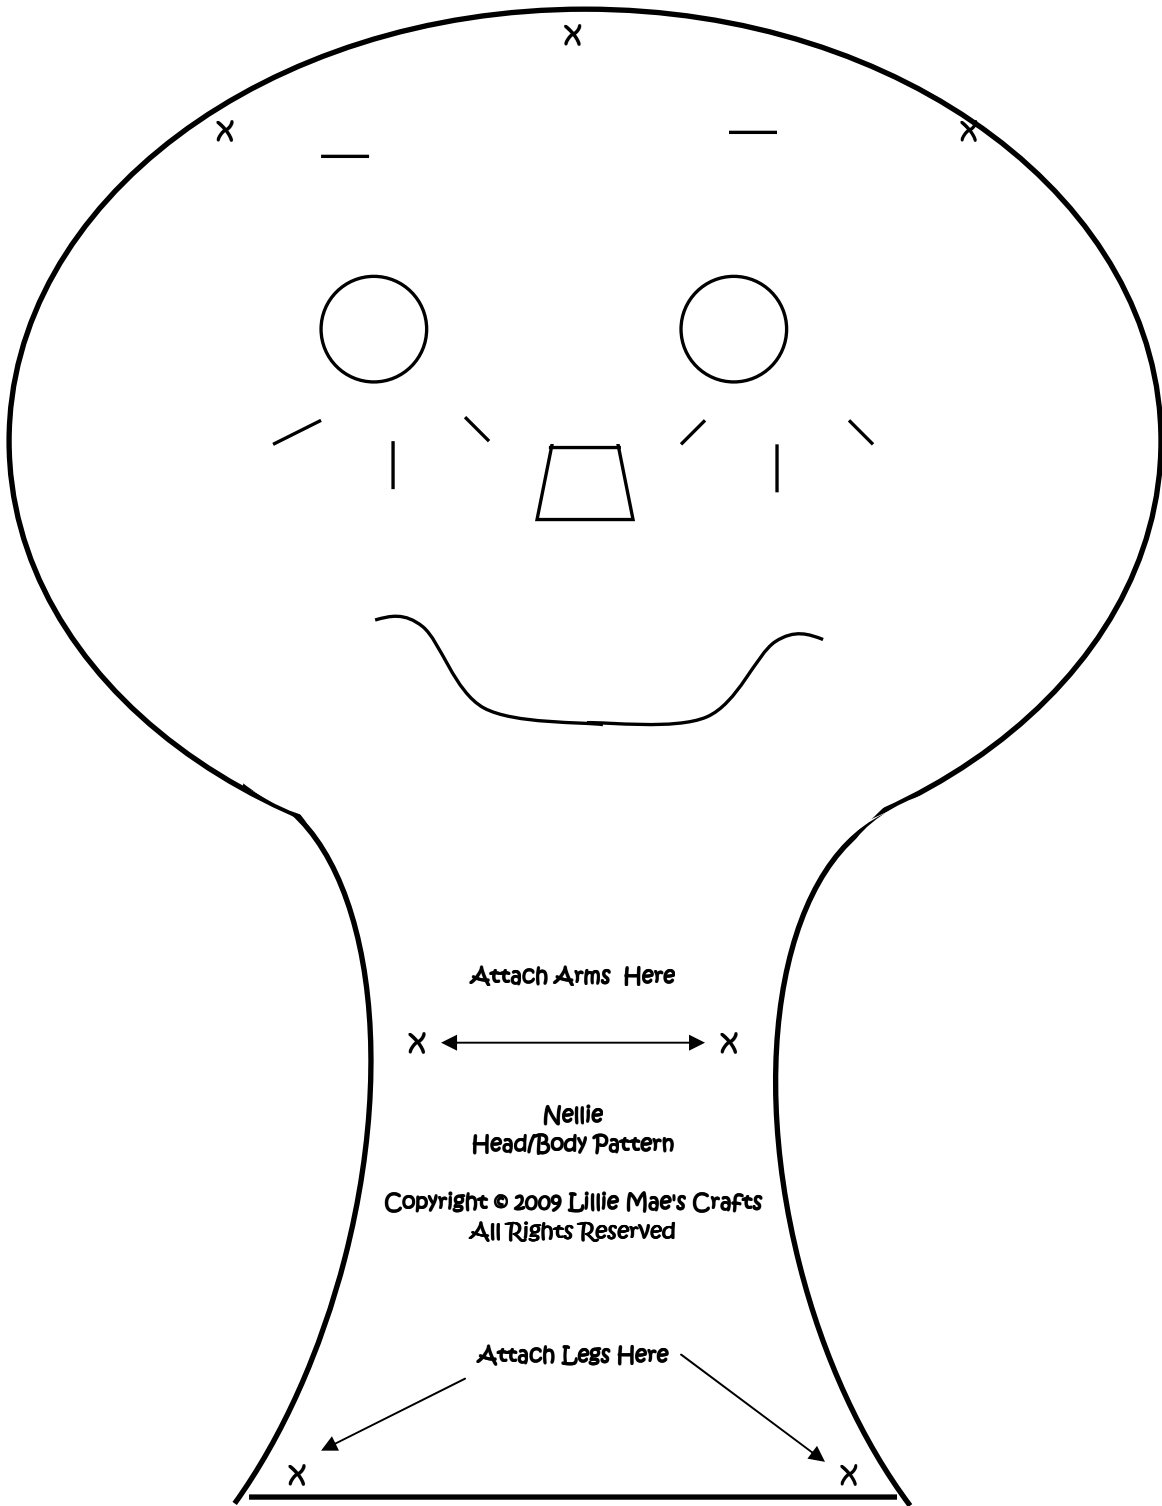 X
X X
Attach Arms Here
X X
Nellie
Head/Body Pattern
Copyright © 2009 Lillie Mae's Crafts
All Rights Reserved
Attach Legs Here
X X